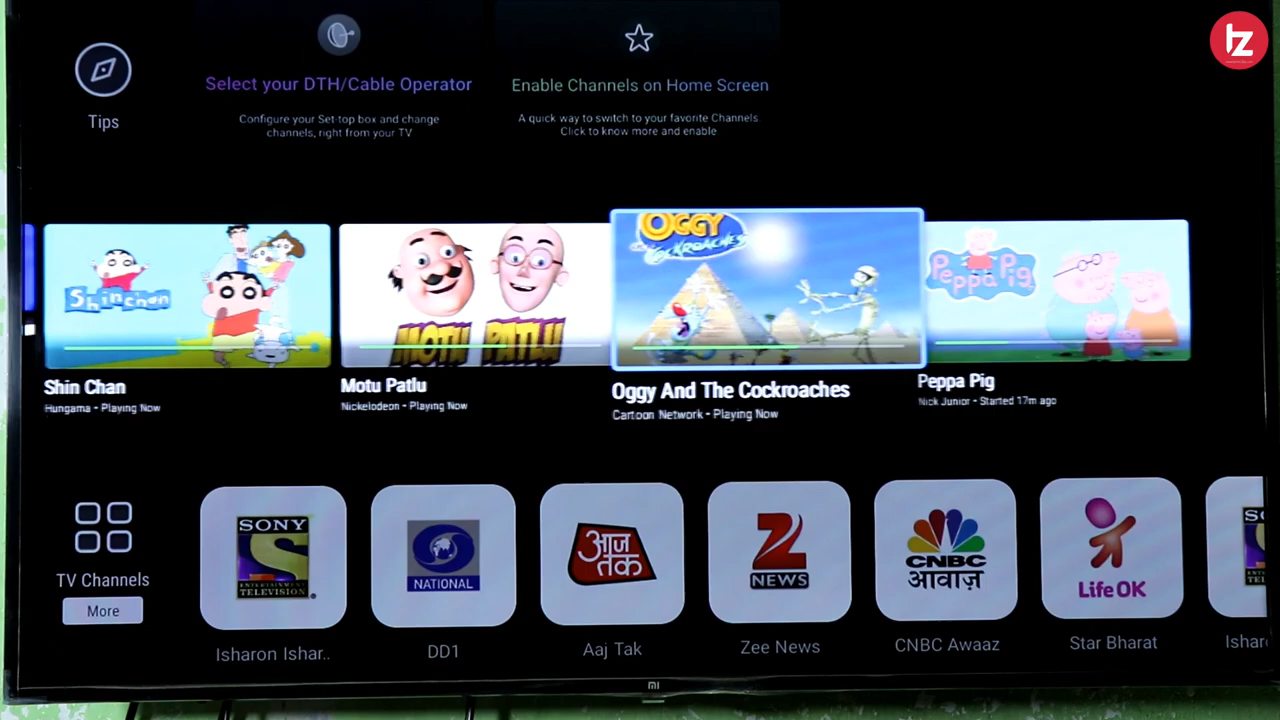 Tips
Select your DTH/Cable Operator
Configure your Set-top box and change
channels, right from your TV
Enable Channels on Home Screen
A quick way to switch to your favorite Channels.
Click to know more and enable
Shinchan
MOTU PATLU
OGGY
COCKROACHES
Peppa Pig
Shin Chan
Hungama • Playing Now
Motu Patlu
Nickelodeon • Playing Now
Oggy And The Cockroaches
Cartoon Network • Playing Now
Peppa Pig
Nick Junior • Started 17m ago
TV Channels
More
SONY
ENTERTAINMENT
TELEVISION
Isharon Ishar..
NATIONAL
DD1
आज
तक
Aaj Tak
Z
NEWS
Zee News
CNBC
आवाज़
CNBC Awaaz
Life OK
Star Bharat
Ishar
mi